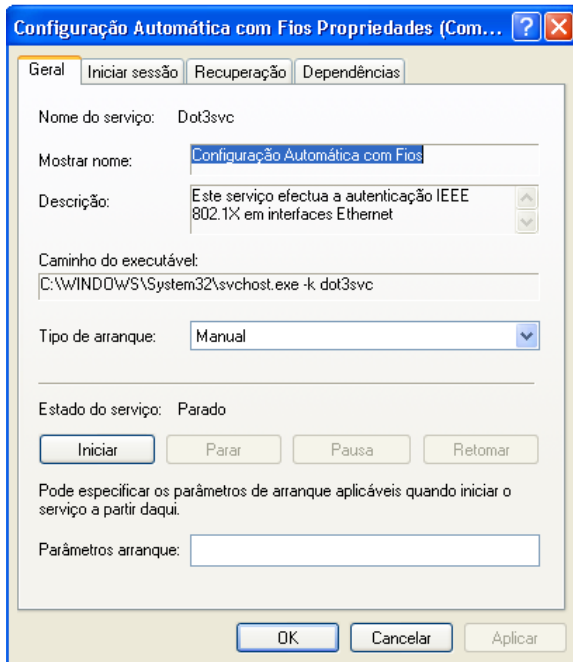 Configuração Automática com Fios Propriedades (Com...
Geral
Iniciar sessão
Recuperação
Dependências
Nome do serviço: Dot3svc
Mostrar nome: Configuração Automática com Fios
Descrição: Este serviço efectua a autenticação IEEE
802.1X em interfaces Ethernet
Caminho do executável:
C:\WINDOWS\System32\svchost.exe -k dot3svc
Tipo de arranque: Manual
Estado do serviço: Parado
Iniciar
Parar
Pausa
Retomar
Pode especificar os parâmetros de arranque aplicáveis quando iniciar o
serviço a partir daqui.
Parâmetros arranque:
OK
Cancelar
Aplicar